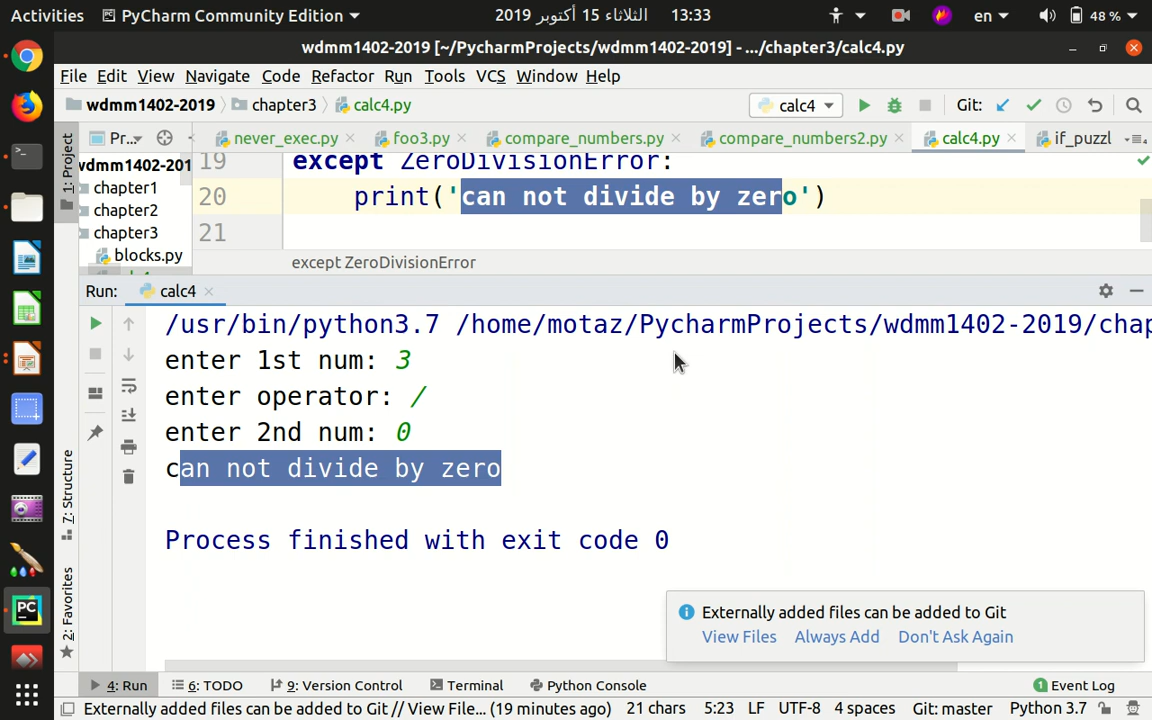 Activities PyCharm Community Edition 2019 الثلاثاء 15 أكتوبر 13:33 en 48 %
wdmm1402-2019 [~/PycharmProjects/wdmm1402-2019] - .../chapter3/calc4.py
File Edit View Navigate Code Refactor Run Tools VCS Window Help
wdmm1402-2019 chapter3 calc4.py calc4 Git:
1: Project Pr... never_exec.py foo3.py compare_numbers.py compare_numbers2.py calc4.py if_puzzl
wdmm1402-201 19 except ZeroDivisionError:
chapter1
chapter2 20 print('can not divide by zero')
chapter3 21
blocks.py
except ZeroDivisionError
Run: calc4
/usr/bin/python3.7 /home/motaz/PycharmProjects/wdmm1402-2019/chap
enter 1st num: 3
enter operator: /
enter 2nd num: 0
can not divide by zero
Process finished with exit code 0
7: Structure
2: Favorites
Externally added files can be added to Git
View Files Always Add Don't Ask Again
4: Run 6: TODO 9: Version Control Terminal Python Console 1 Event Log
Externally added files can be added to Git // View File... (19 minutes ago) 21 chars 5:23 LF UTF-8 4 spaces Git: master Python 3.7